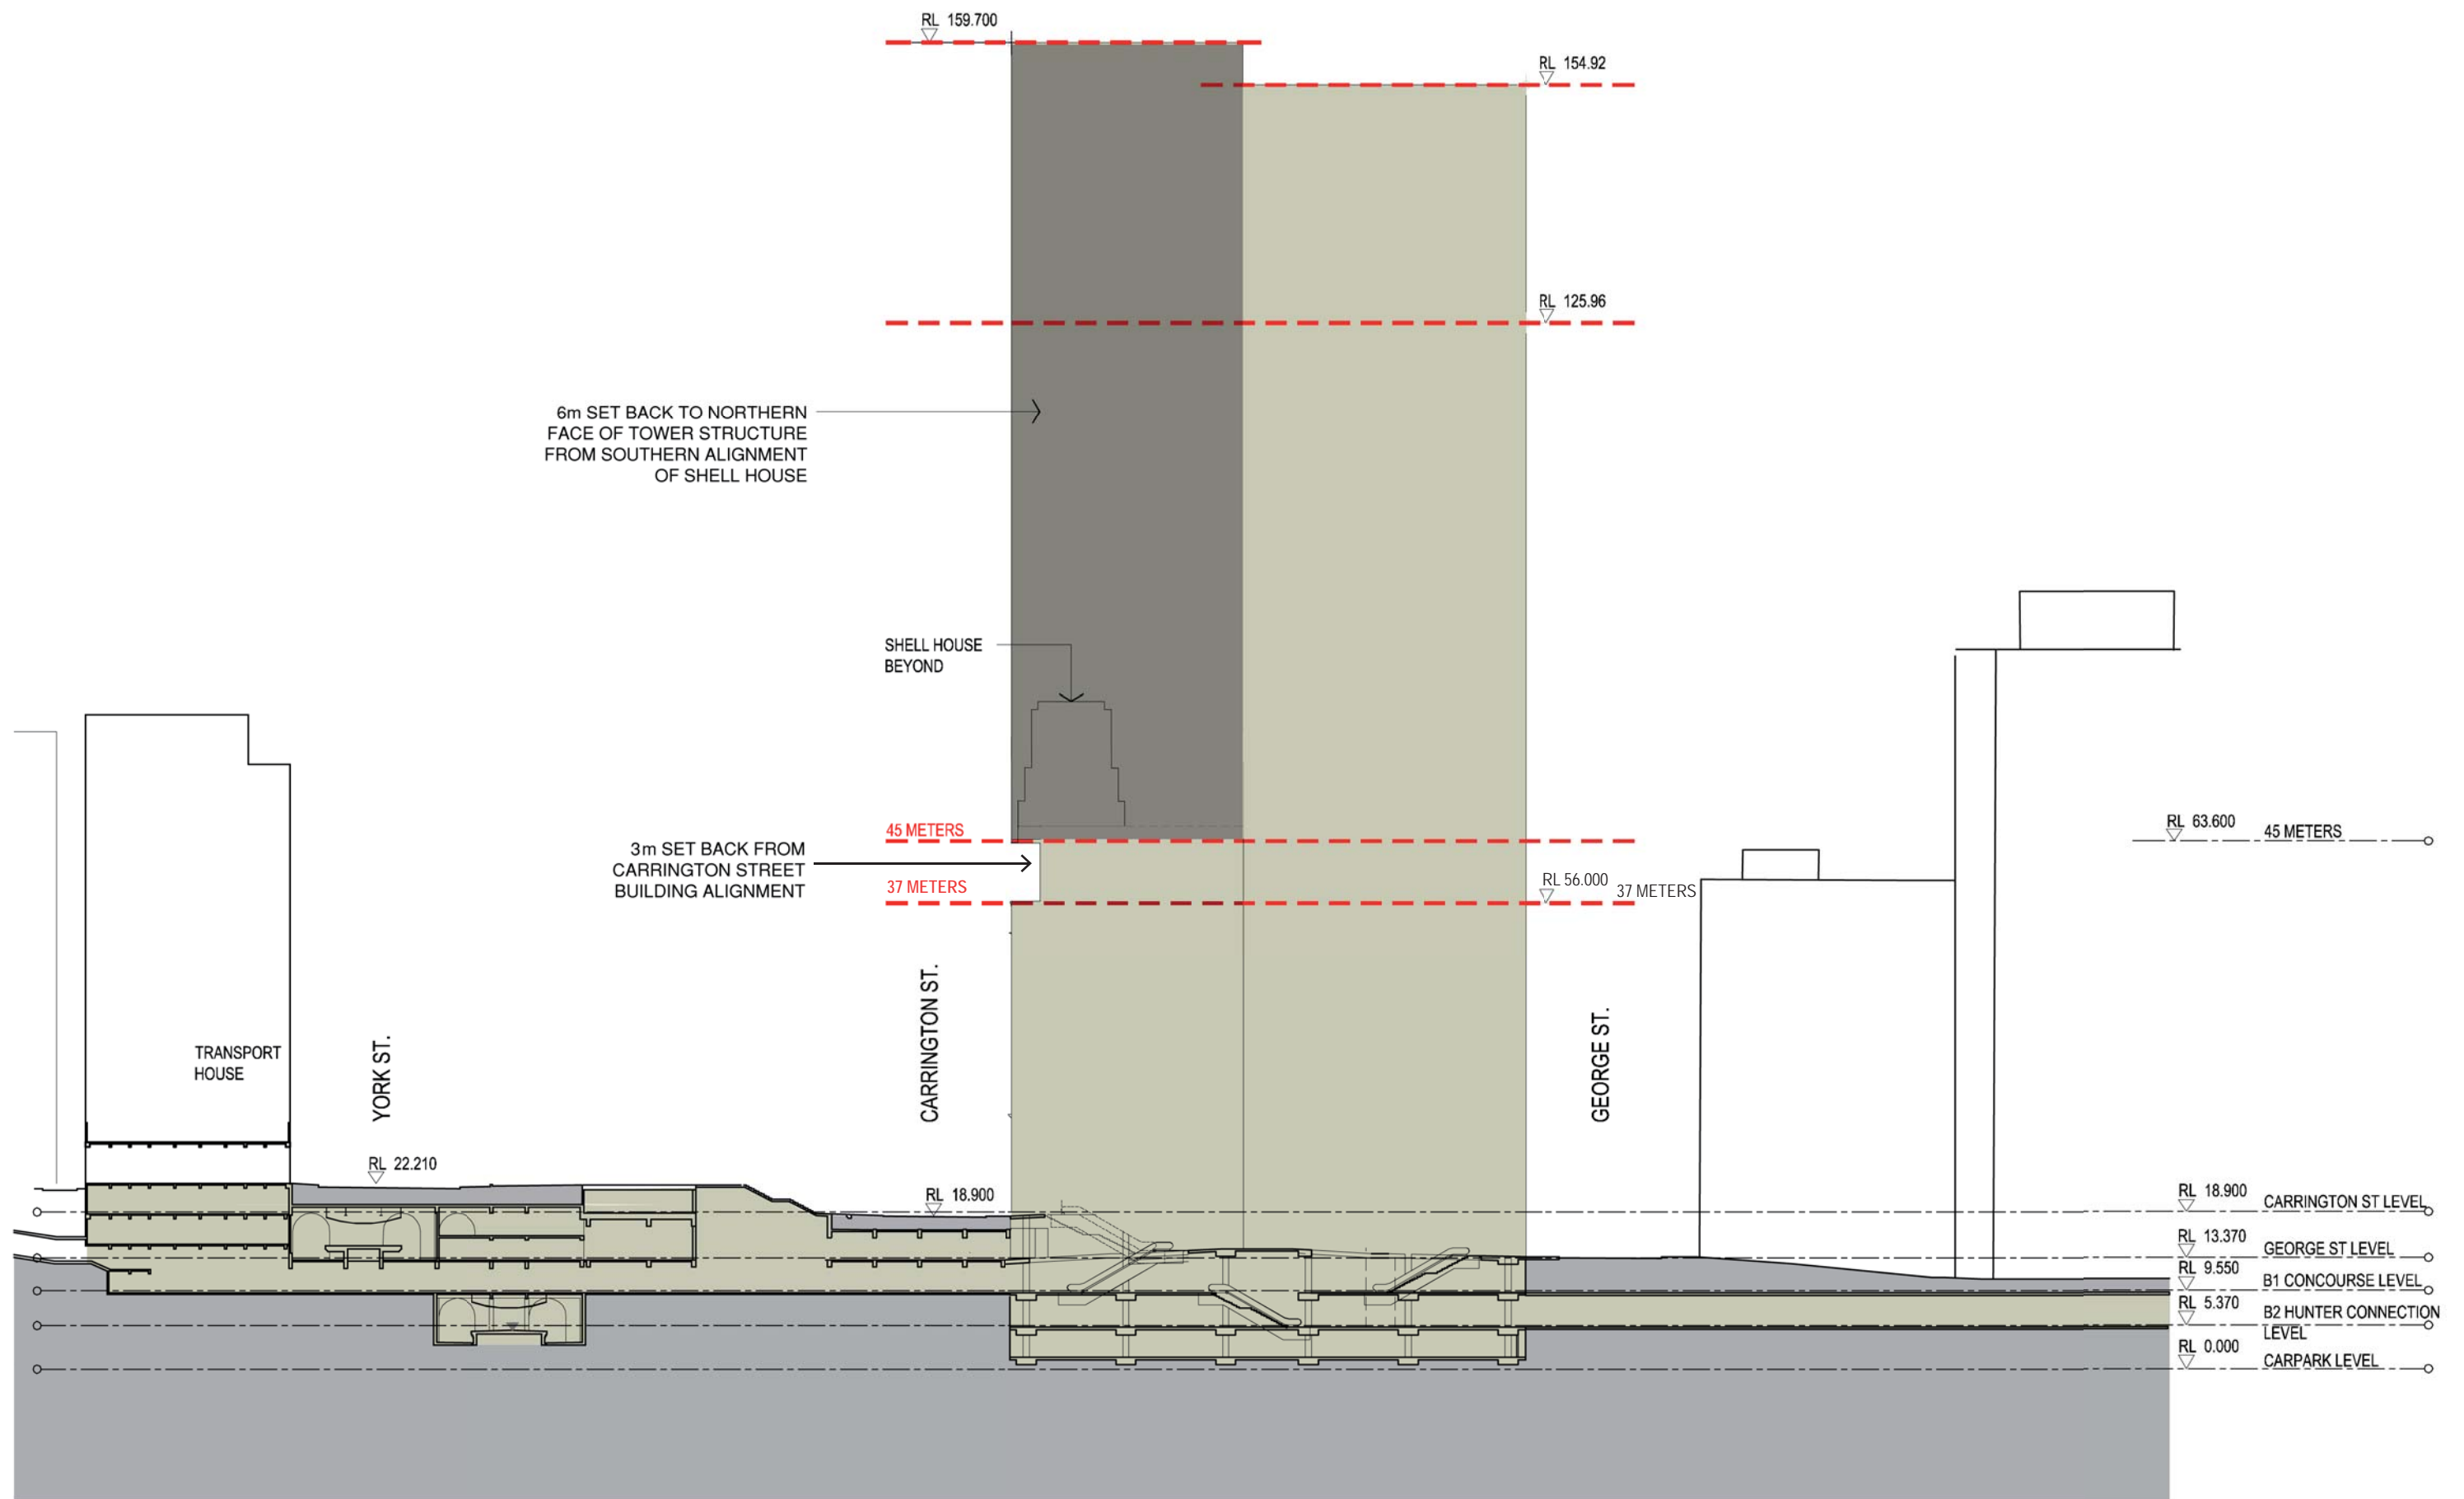 RL 159.700
RL 154.92
RL 125.96
6m SET BACK TO NORTHERN
FACE OF TOWER STRUCTURE
FROM SOUTHERN ALIGNMENT
OF SHELL HOUSE
SHELL HOUSE
BEYOND
45 METERS
RL 63.600 45 METERS
3m SET BACK FROM
CARRINGTON STREET
BUILDING ALIGNMENT
37 METERS
RL 56.000 37 METERS
TRANSPORT
HOUSE
YORK ST.
CARRINGTON ST.
GEORGE ST.
RL 22.210
RL 18.900
RL 18.900 CARRINGTON ST LEVEL
RL 13.370 GEORGE ST LEVEL
RL 9.550 B1 CONCOURSE LEVEL
RL 5.370 B2 HUNTER CONNECTION
LEVEL
RL 0.000 CARPARK LEVEL